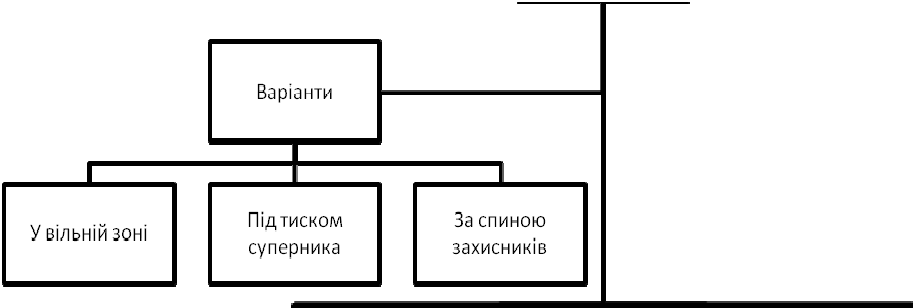 Варіанти
У вільній зоні
Під тиском
суперника
За спиною
захисників